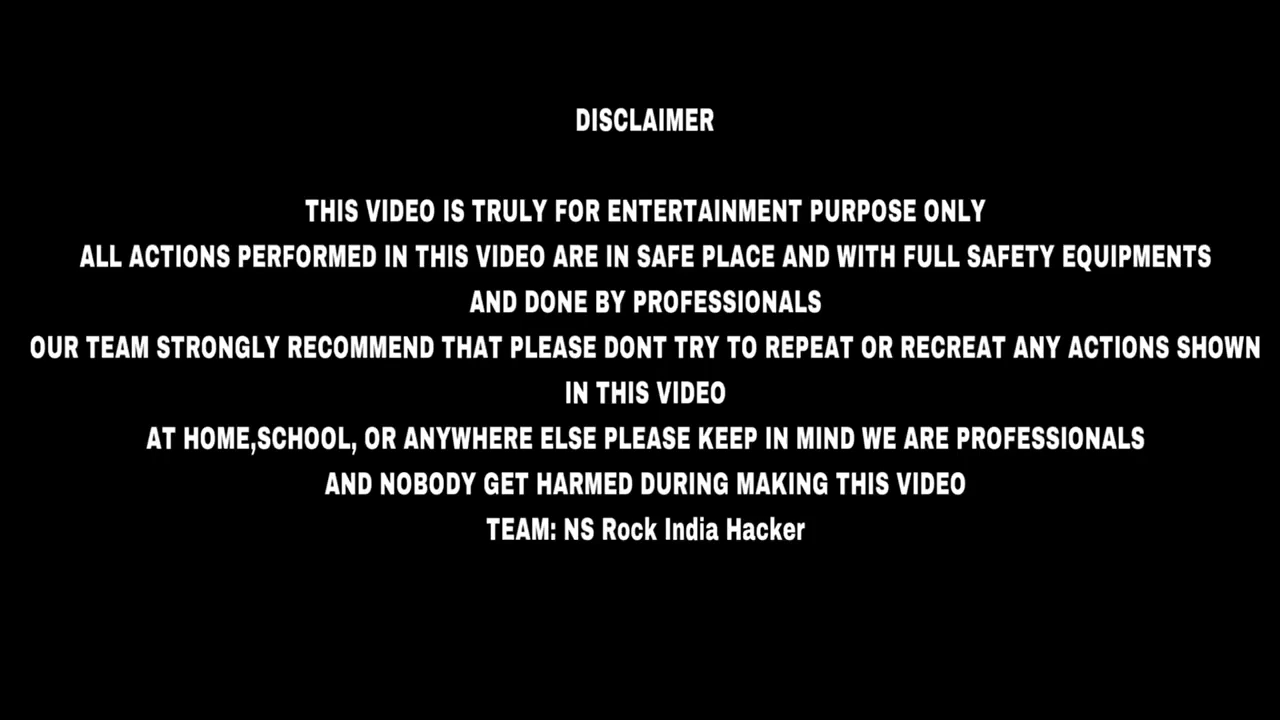 DISCLAIMER
THIS VIDEO IS TRULY FOR ENTERTAINMENT PURPOSE ONLY
ALL ACTIONS PERFORMED IN THIS VIDEO ARE IN SAFE PLACE AND WITH FULL SAFETY EQUIPMENTS
AND DONE BY PROFESSIONALS
OUR TEAM STRONGLY RECOMMEND THAT PLEASE DONT TRY TO REPEAT OR RECREAT ANY ACTIONS SHOWN
IN THIS VIDEO
AT HOME,SCHOOL, OR ANYWHERE ELSE PLEASE KEEP IN MIND WE ARE PROFESSIONALS
AND NOBODY GET HARMED DURING MAKING THIS VIDEO
TEAM: NS Rock India Hacker